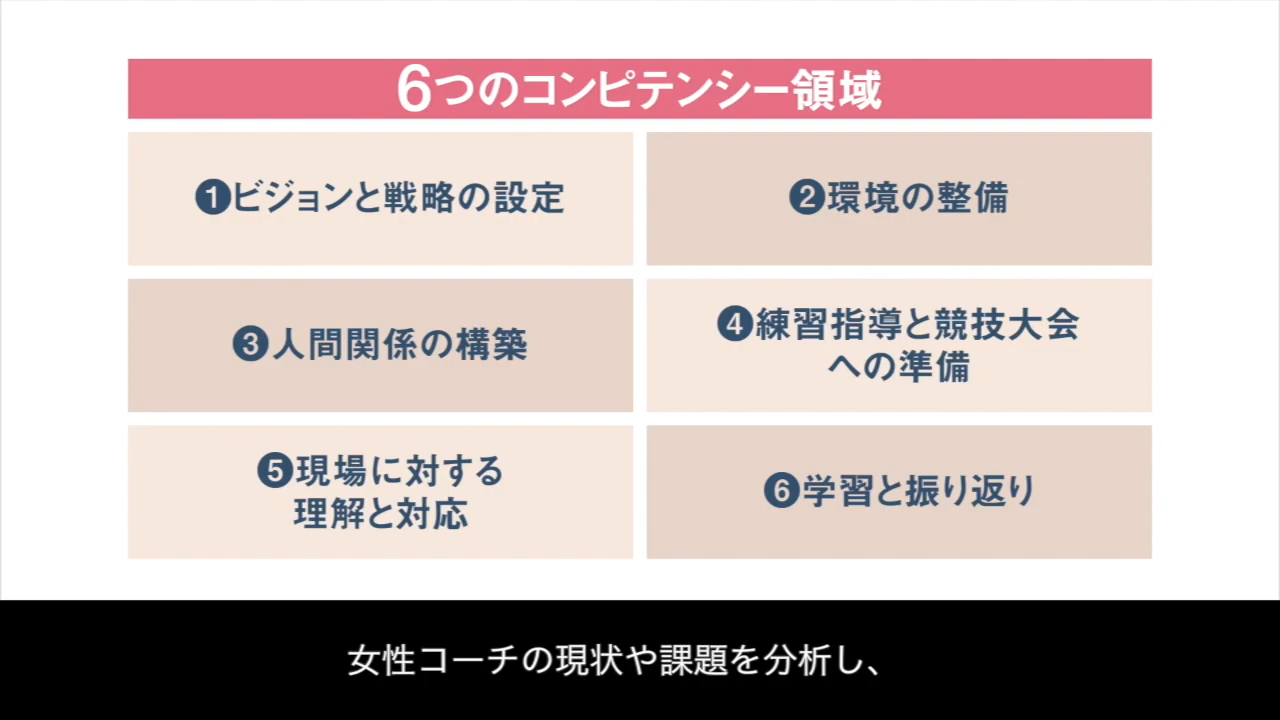 6つのコンピテンシー領域
❶ビジョンと戦略の設定
❷環境の整備
❸人間関係の構築
❹練習指導と競技大会
への準備
❺現場に対する
理解と対応
❻学習と振り返り
女性コーチの現状や課題を分析し、